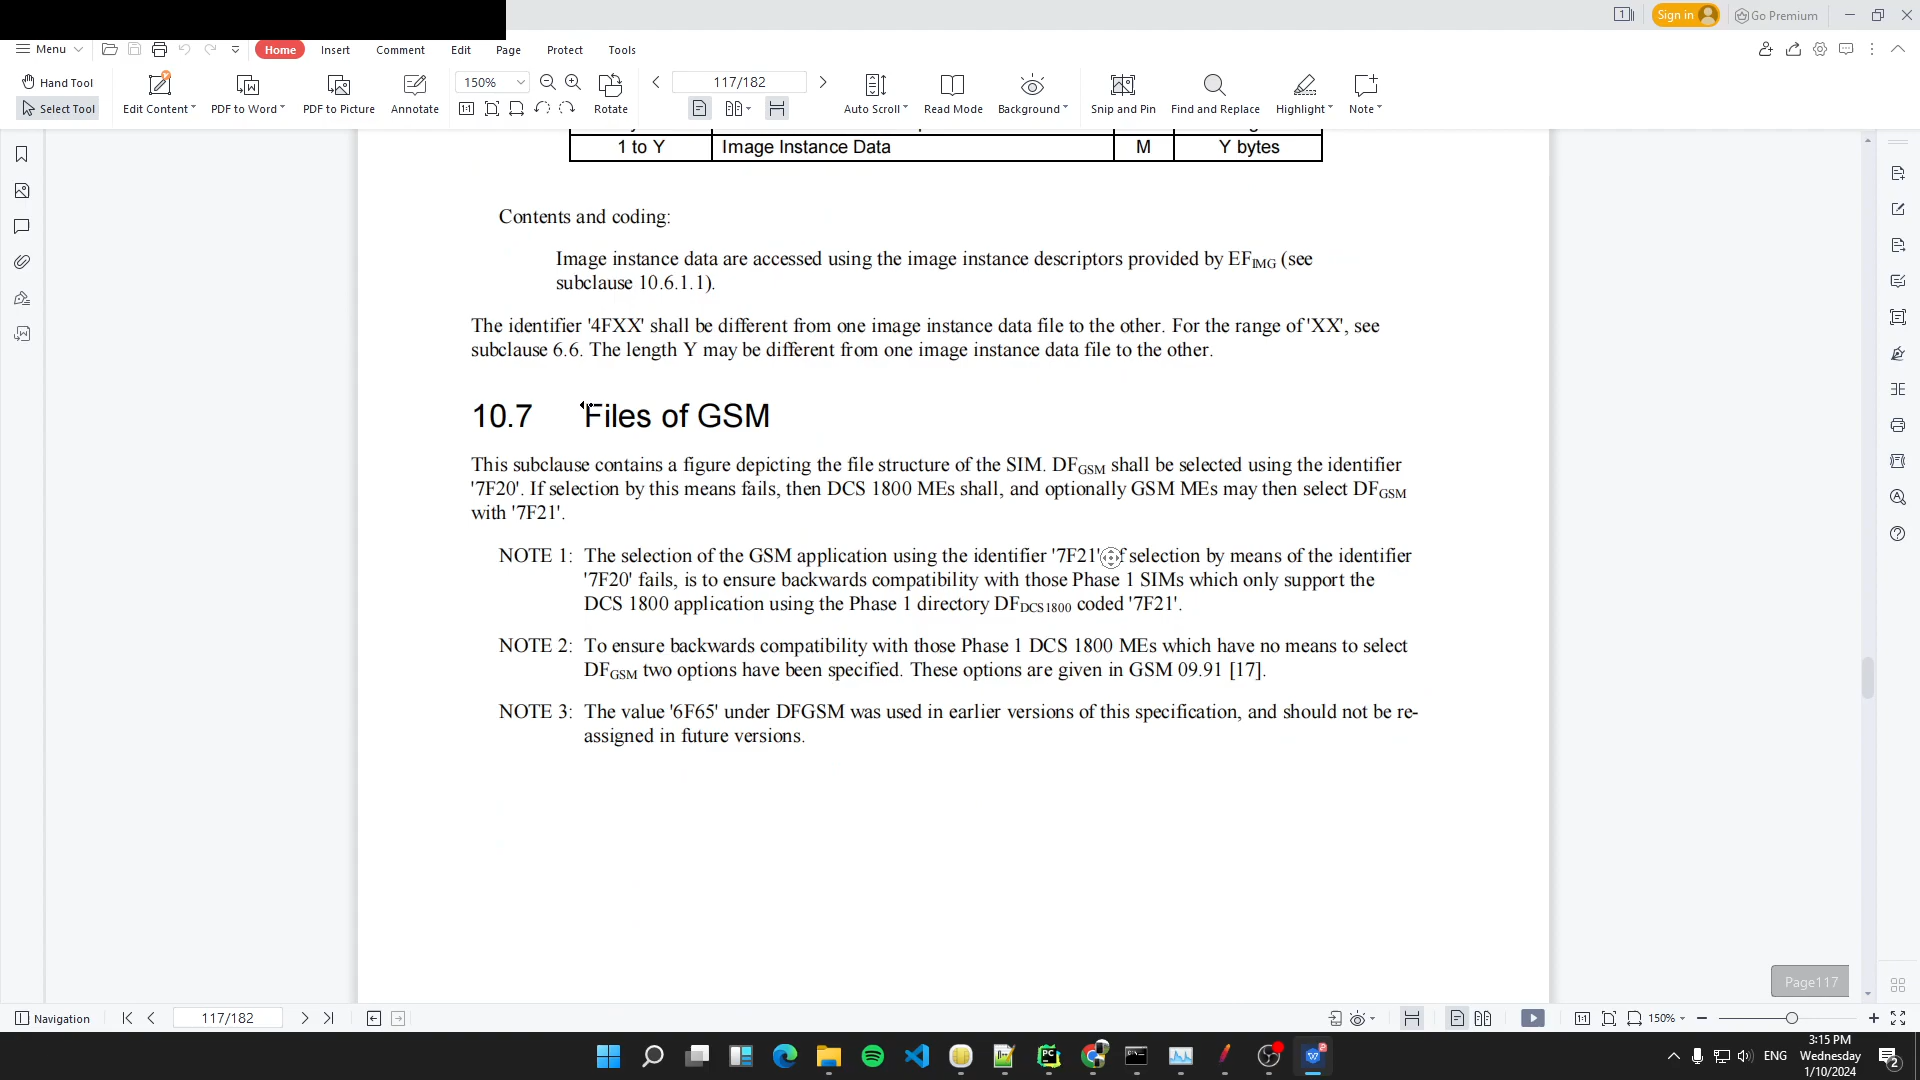 1
Sign in
Go Premium
Menu
Home
Insert
Comment
Edit
Page
Protect
Tools
Hand Tool
Select Tool
Edit Content
PDF to Word
PDF to Picture
Annotate
150%
Rotate
117/182
Auto Scroll
Read Mode
Background
Snip and Pin
Find and Replace
Highlight
Note
1 to Y Image Instance Data M Y bytes
Contents and coding:
Image instance data are accessed using the image instance descriptors provided by EFIMG (see
subclause 10.6.1.1).
The identifier '4FXX' shall be different from one image instance data file to the other. For the range of 'XX', see
subclause 6.6. The length Y may be different from one image instance data file to the other.
10.7 Files of GSM
This subclause contains a figure depicting the file structure of the SIM. DFGSM shall be selected using the identifier
'7F20'. If selection by this means fails, then DCS 1800 MEs shall, and optionally GSM MEs may then select DFGSM
with '7F21'.
NOTE 1: The selection of the GSM application using the identifier '7F21' selection by means of the identifier
'7F20' fails, is to ensure backwards compatibility with those Phase 1 SIMs which only support the
DCS 1800 application using the Phase 1 directory DFDCS1800 coded '7F21'.
NOTE 2: To ensure backwards compatibility with those Phase 1 DCS 1800 MEs which have no means to select
DFGSM two options have been specified. These options are given in GSM 09.91 [17].
NOTE 3: The value '6F65' under DFGSM was used in earlier versions of this specification, and should not be re-
assigned in future versions.
Page117
Navigation
117/182
150%
3:15 PM
ENG Wednesday
1/10/2024
2